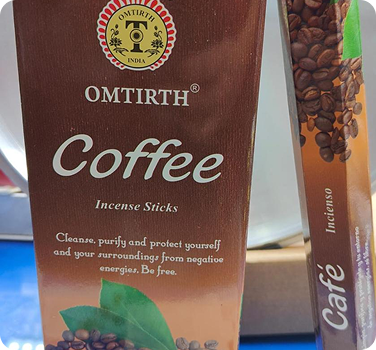 OMTIRTH
T
INDIA
OMTIRTH®
Coffee
Incense Sticks
Cleanse, purify and protect yourself
and your surroundings from negative
energies. Be free.
Café
Incienso